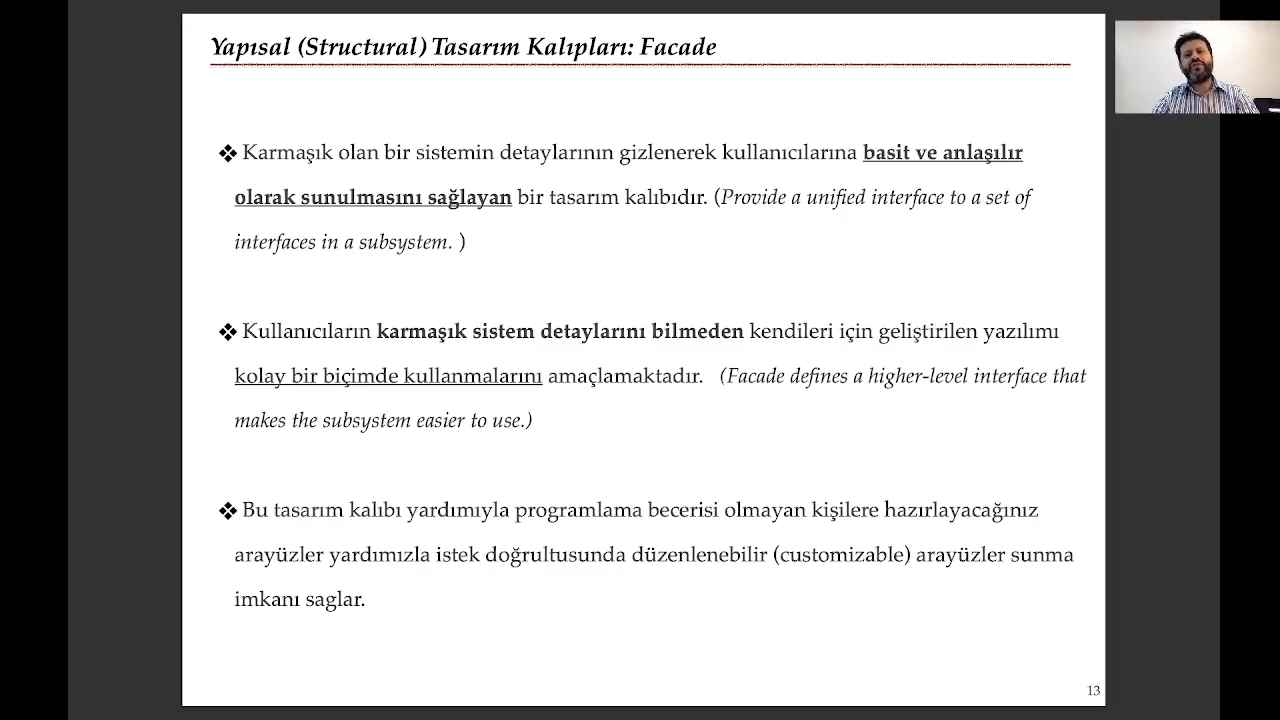 Yapısal (Structural) Tasarım Kalıpları: Facade
❖ Karmaşık olan bir sistemin detaylarının gizlenerek kullanıcılarına basit ve anlaşılır
olarak sunulmasını sağlayan bir tasarım kalıbıdır. (Provide a unified interface to a set of
interfaces in a subsystem. )
❖ Kullanıcıların karmaşık sistem detaylarını bilmeden kendileri için geliştirilen yazılımı
kolay bir biçimde kullanmalarını amaçlamaktadır. (Facade defines a higher-level interface that
makes the subsystem easier to use.)
❖ Bu tasarım kalıbı yardımıyla programlama becerisi olmayan kişilere hazırlayacağınız
arayüzler yardımızla istek doğrultusunda düzenlenebilir (customizable) arayüzler sunma
imkanı saglar.
13